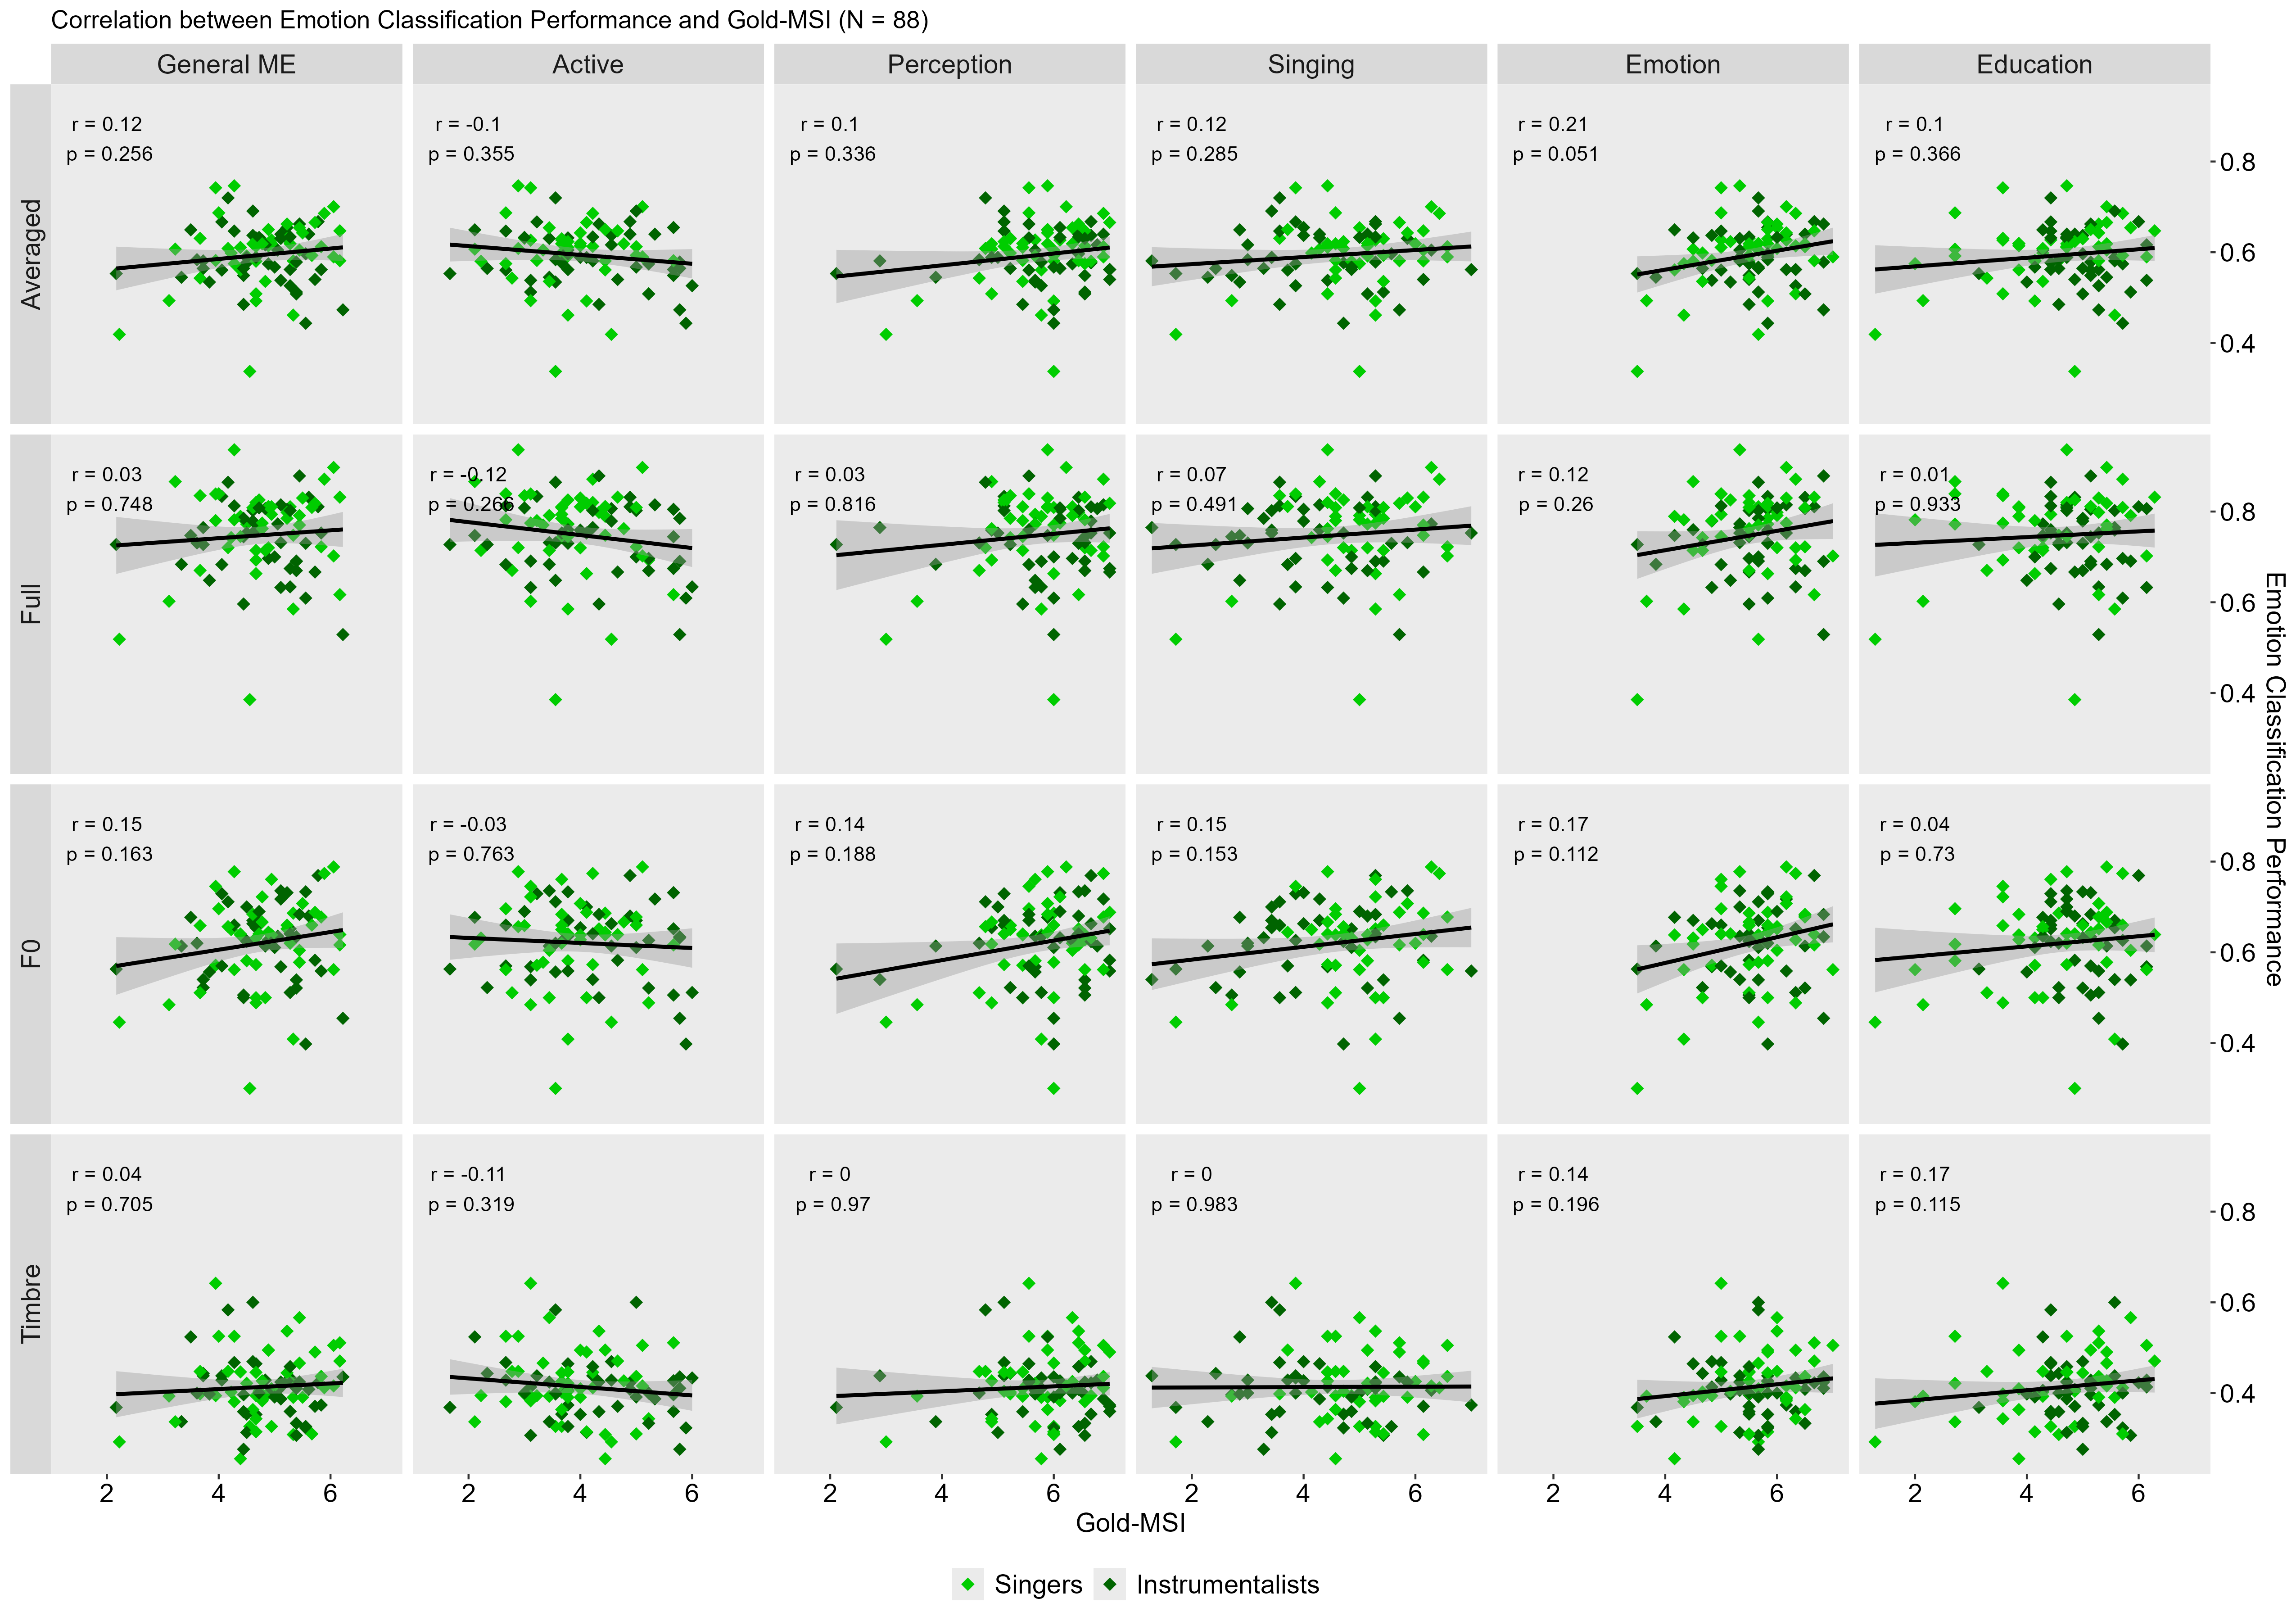 Correlation between Emotion Classification Performance and Gold-MSI (N = 88)
General ME
Active
Perception
Singing
Emotion
Education
Averaged
r = 0.12
p = 0.256
r = -0.1
p = 0.355
r = 0.1
p = 0.336
r = 0.12
p = 0.285
r = 0.21
p = 0.051
r = 0.1
p = 0.366
0.8
0.6
0.4
Full
r = 0.03
p = 0.748
r = -0.12
p = 0.266
r = 0.03
p = 0.816
r = 0.07
p = 0.491
r = 0.12
p = 0.26
r = 0.01
p = 0.933
0.8
0.6
0.4
F0
r = 0.15
p = 0.163
r = -0.03
p = 0.763
r = 0.14
p = 0.188
r = 0.15
p = 0.153
r = 0.17
p = 0.112
r = 0.04
p = 0.73
0.8
0.6
0.4
Timbre
r = 0.04
p = 0.705
r = -0.11
p = 0.319
r = 0
p = 0.97
r = 0
p = 0.983
r = 0.14
p = 0.196
r = 0.17
p = 0.115
0.8
0.6
0.4
Emotion Classification Performance
2 4 6
2 4 6
2 4 6
2 4 6
2 4 6
2 4 6
Gold-MSI
Singers
Instrumentalists